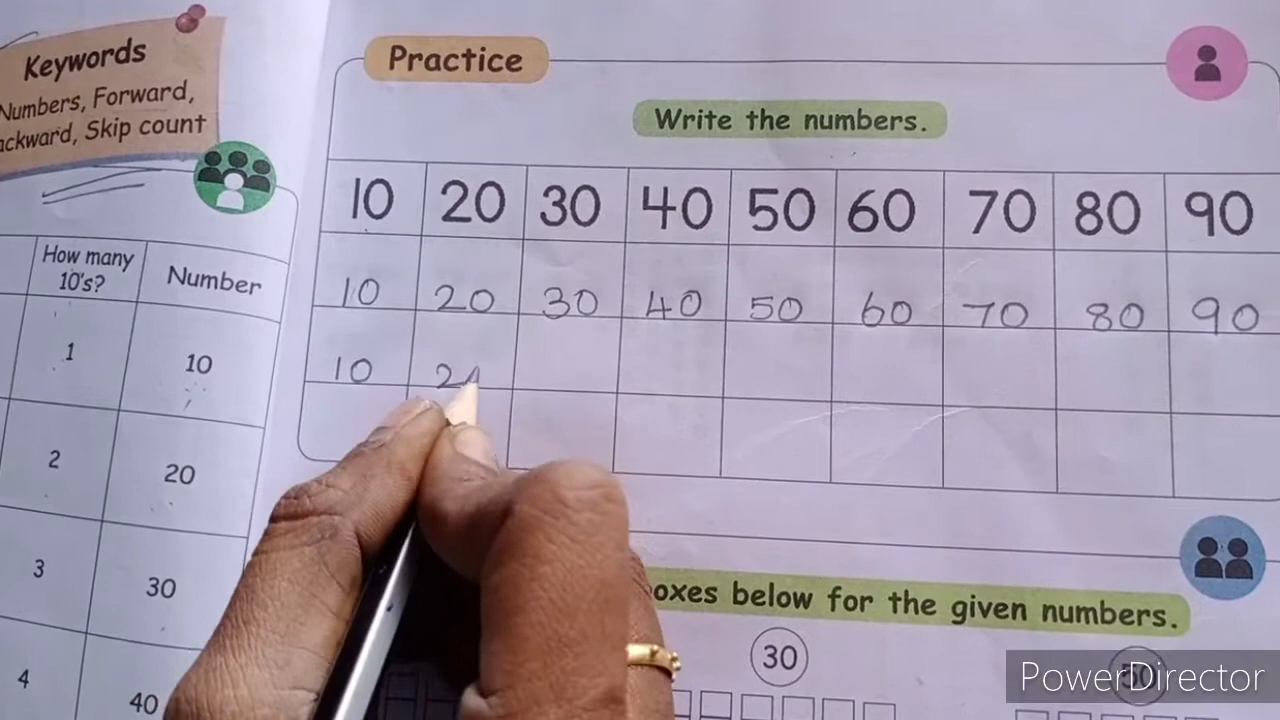 Keywords
Numbers, Forward,
ackward, Skip count
How many
10's?
Number
1
10
2
20
3
30
4
40
Practice
Write the numbers.
10 20 30 40 50 60 70 80 90
10 20 30 40 50 60 70 80 90
10 2
oxes below for the given numbers.
30 50
PowerDirector